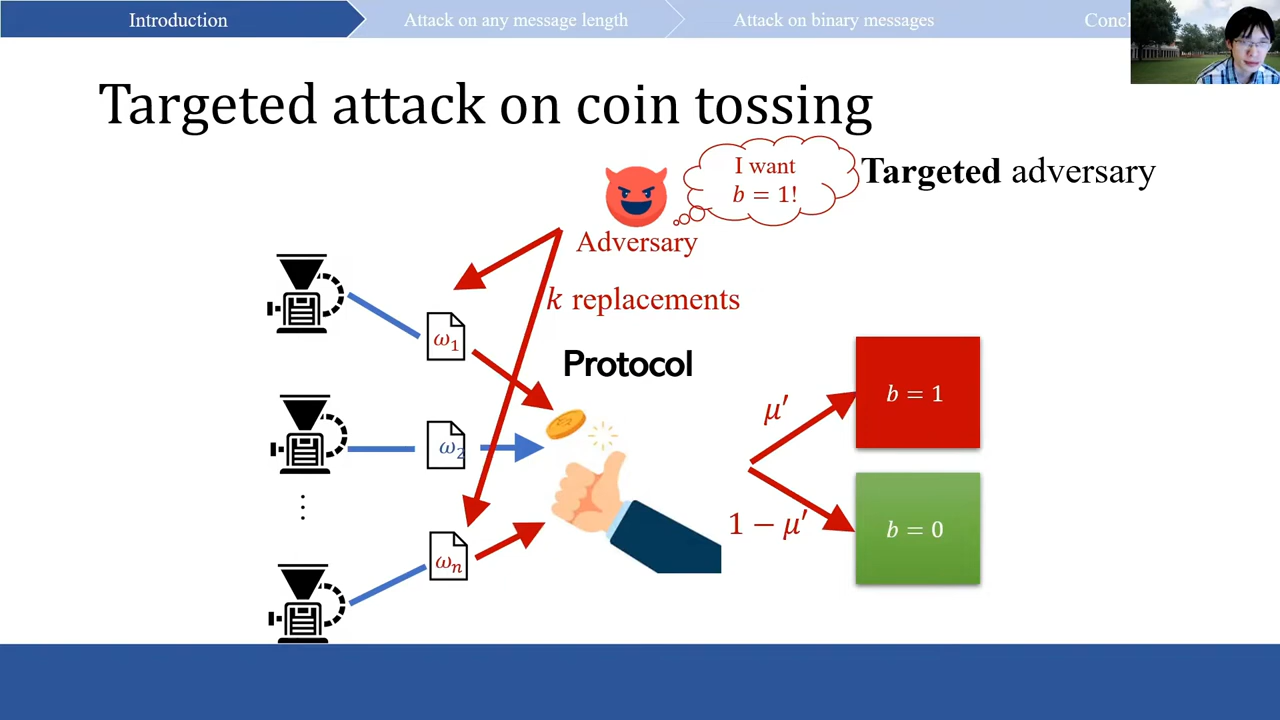 Introduction
Attack on any message length
Attack on binary messages
Targeted attack on coin tossing
I want
b = 1!
Targeted adversary
Adversary
k replacements
ω1
Protocol
μ′
b = 1
ω2
⋮
1 − μ′
b = 0
ωn